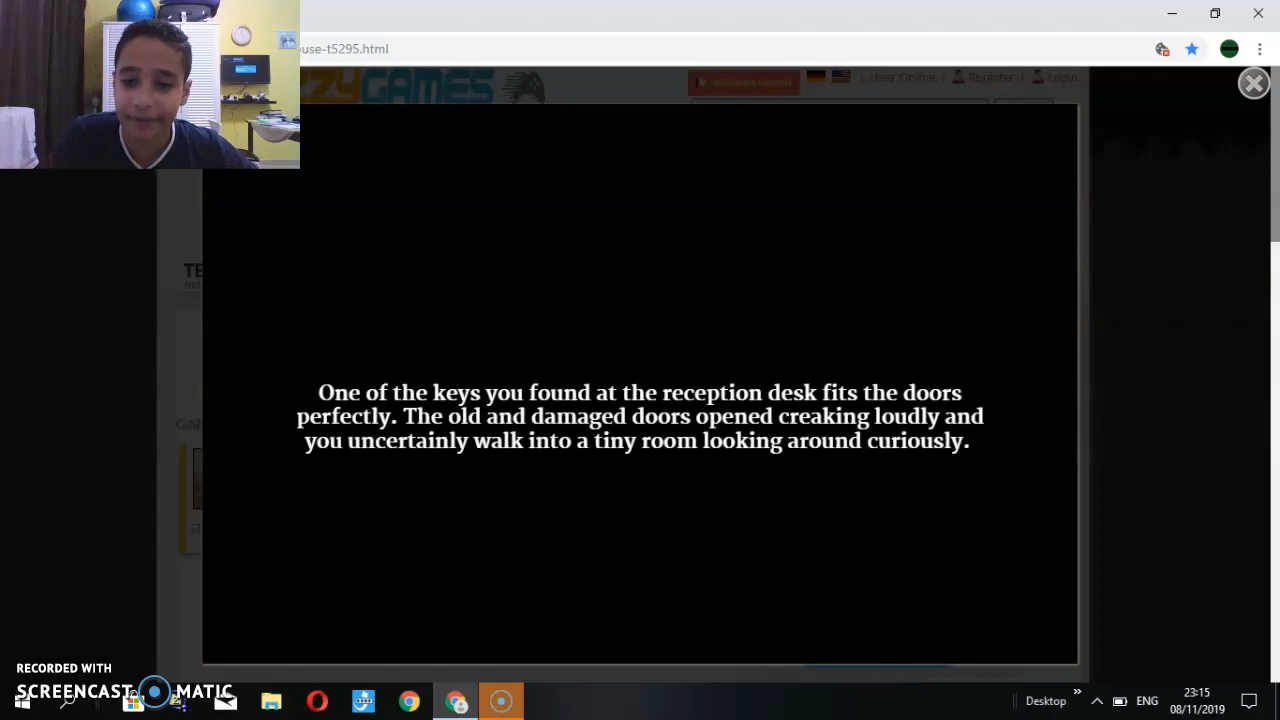 use-t5295.html
One of the keys you found at the reception desk fits the doors
perfectly. The old and damaged doors opened creaking loudly and
you uncertainly walk into a tiny room looking around curiously.
RECORDED WITH
SCREENCAST MATIC
Desktop
ENG
23:15
08/11/2019